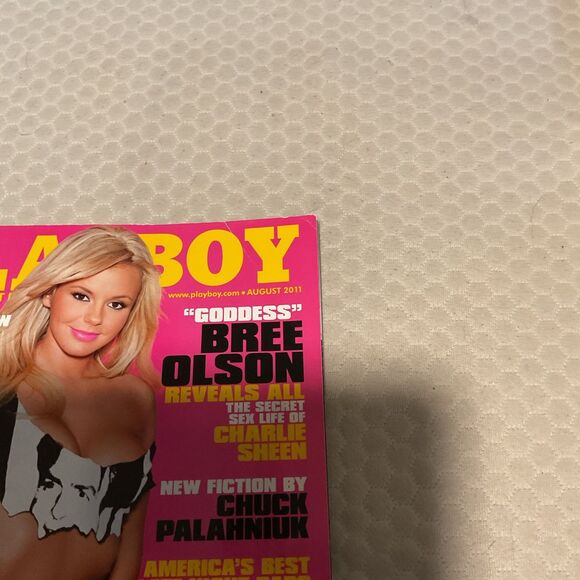 LAYBOY
www.playboy.com • AUGUST 2011
"GODDESS"
BREE
OLSON
REVEALS ALL
THE SECRET
SEX LIFE OF
CHARLIE
SHEEN
NEW FICTION BY
CHUCK
PALAHNIUK
AMERICA'S BEST